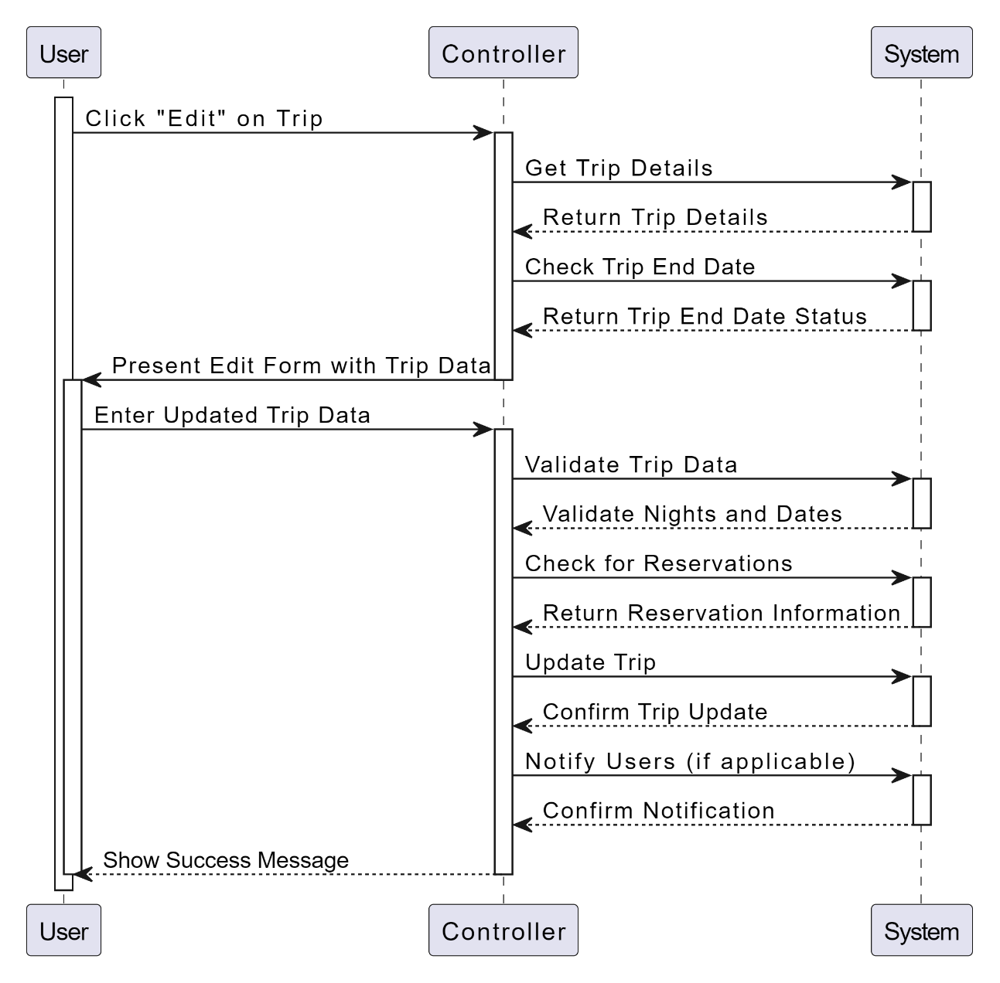 User
Controller
System
Click "Edit" on Trip
Get Trip Details
Return Trip Details
Check Trip End Date
Return Trip End Date Status
Present Edit Form with Trip Data
Enter Updated Trip Data
Validate Trip Data
Validate Nights and Dates
Check for Reservations
Return Reservation Information
Update Trip
Confirm Trip Update
Notify Users (if applicable)
Confirm Notification
Show Success Message
User
Controller
System